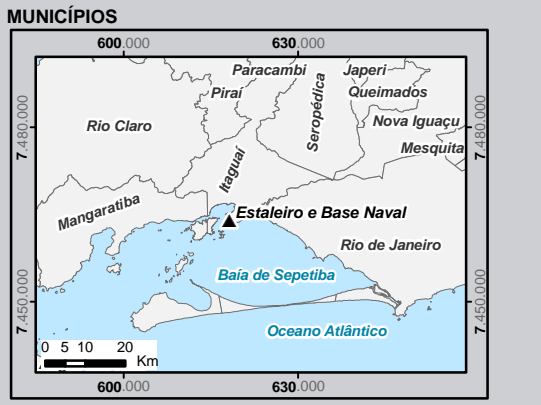 MUNICÍPIOS
600.000 630.000
Paracambi Japeri
Piraí Seropédica Queimados
Rio Claro Nova Iguaçu
7.480.000 7.480.000
Mesquita
Itaguaí
Mangaratiba
Estaleiro e Base Naval
Rio de Janeiro
Baía de Sepetiba
7.450.000 7.450.000
Oceano Atlântico
0 5 10 20
Km
600.000 630.000